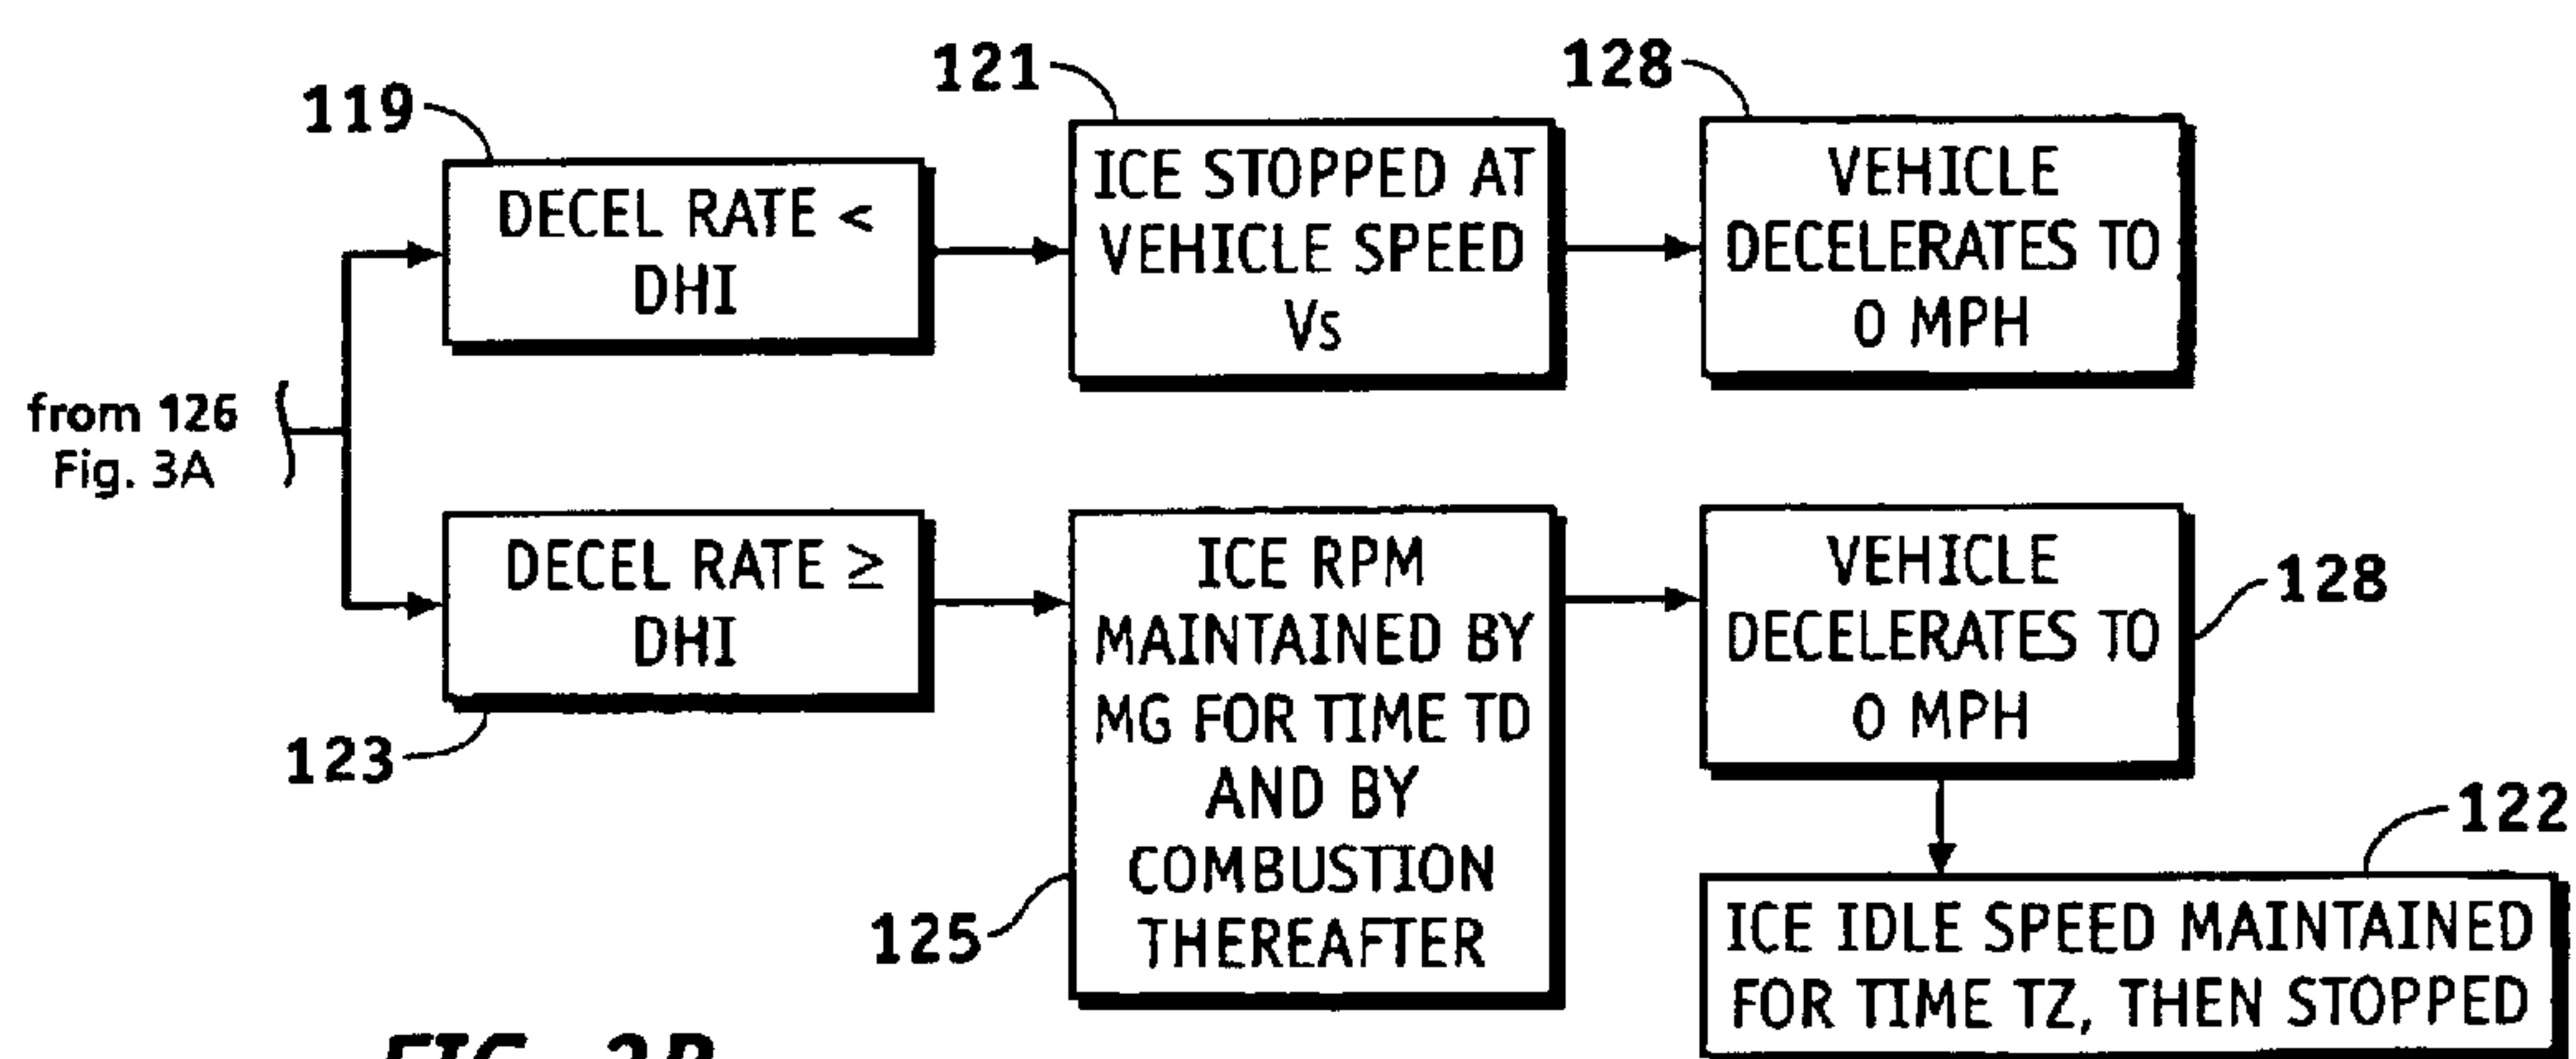 119
DECEL RATE <
DHI
121
ICE STOPPED AT
VEHICLE SPEED
Vs
128
VEHICLE
DECELERATES TO
0 MPH
from 126
Fig. 3A
DECEL RATE ≥
DHI
123
ICE RPM
MAINTAINED BY
MG FOR TIME TD
AND BY
COMBUSTION
THEREAFTER
125
VEHICLE
DECELERATES TO
0 MPH
128
122
ICE IDLE SPEED MAINTAINED
FOR TIME TZ, THEN STOPPED